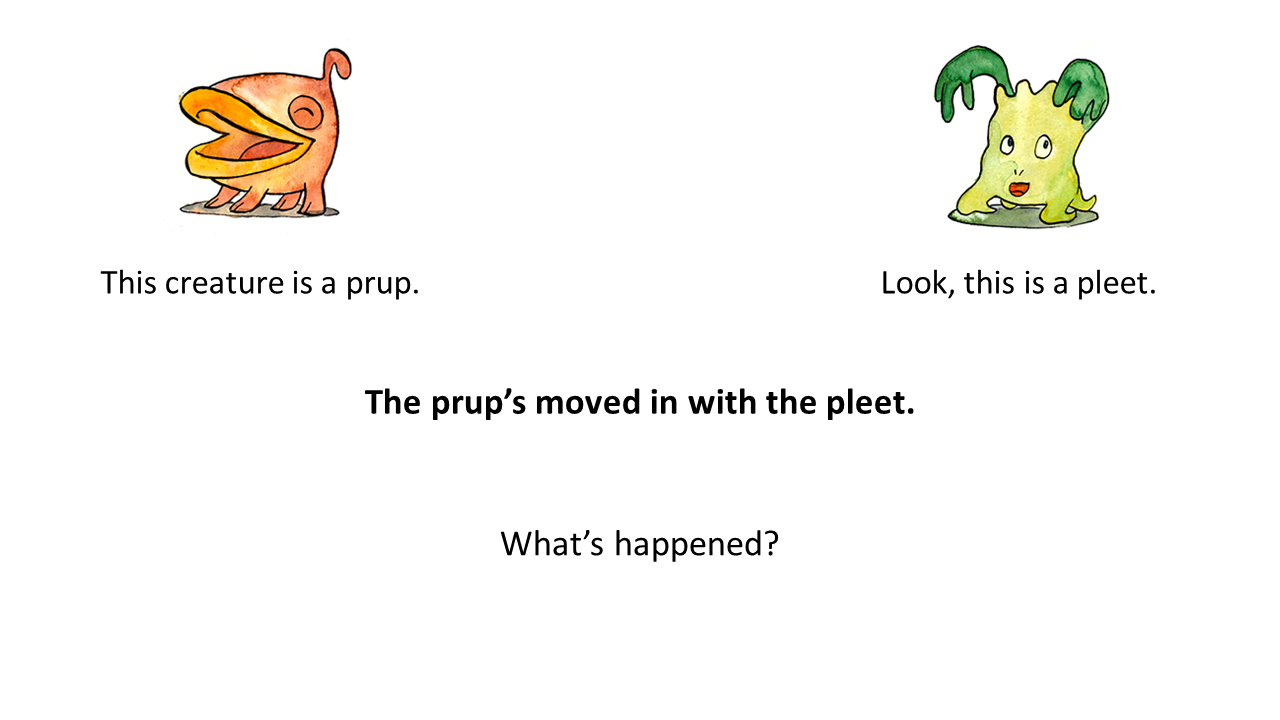 This creature is a prup.
Look, this is a pleet.
The prup’s moved in with the pleet.
What’s happened?